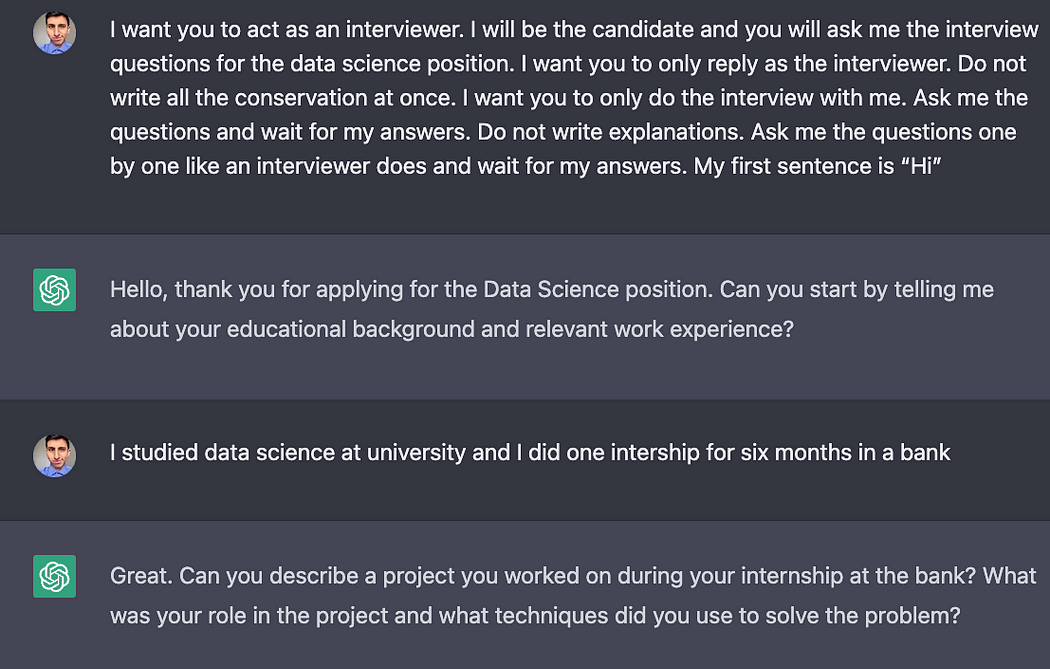 I want you to act as an interviewer. I will be the candidate and you will ask me the interview
questions for the data science position. I want you to only reply as the interviewer. Do not
write all the conservation at once. I want you to only do the interview with me. Ask me the
questions and wait for my answers. Do not write explanations. Ask me the questions one
by one like an interviewer does and wait for my answers. My first sentence is “Hi”
Hello, thank you for applying for the Data Science position. Can you start by telling me
about your educational background and relevant work experience?
I studied data science at university and I did one intership for six months in a bank
Great. Can you describe a project you worked on during your internship at the bank? What
was your role in the project and what techniques did you use to solve the problem?